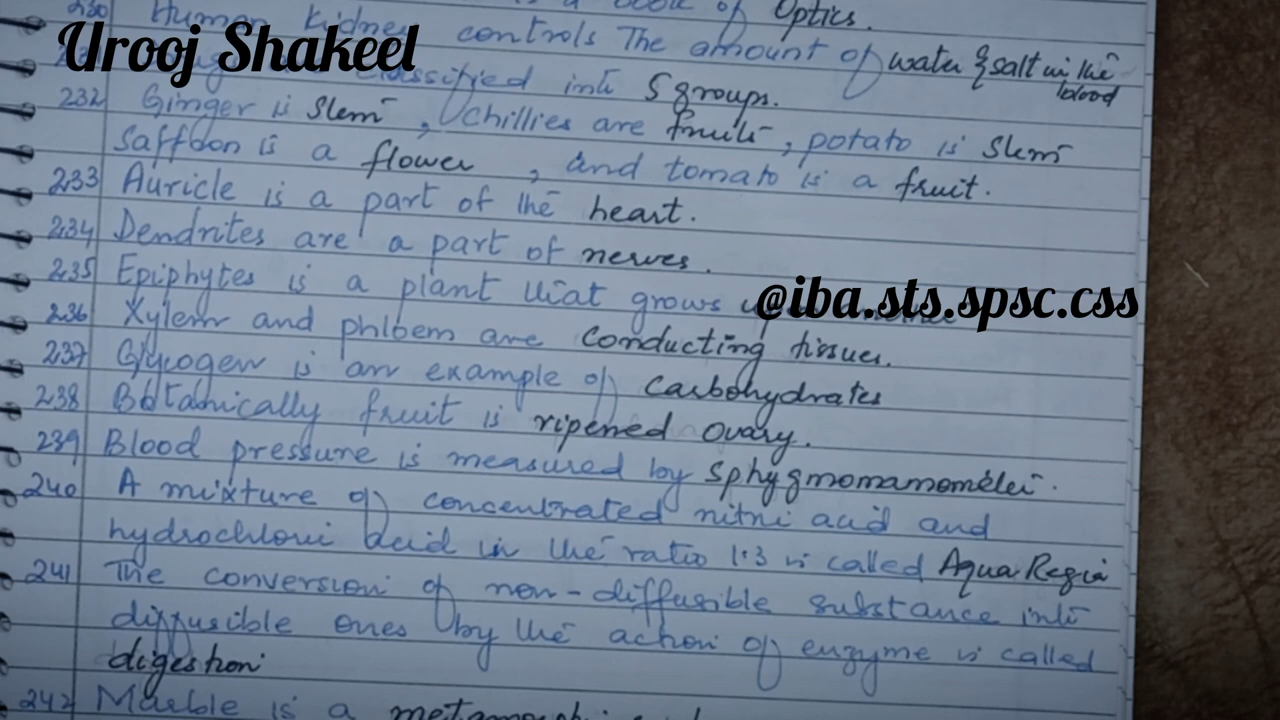 is a book of Optics.
230 Human kidney controls The amount of water & salt in the blood
Urooj Shakeel
classified into 5 groups.
232 Ginger is Stem, Chillies are fruits, potato is Stem
Saffron is a flower, and tomato is a fruit.
233 Auricle is a part of the heart.
234 Dendrites are a part of nerves.
235 Epiphytes is a plant that grows
@iba.sts.spsc.css
236 Xylem and phloem are conducting tissues.
237 Glycogen is an example of Carbohydrates
238 Botanically fruit is ripened ovary.
239 Blood pressure is measured by Sphygmomanometer.
240 A mixture of concentrated nitric acid and
hydrochloric acid in the ratio 1:3 is called Aqua Regia
241 The conversion of non-diffusible substance into
diffusible ones by the action of enzyme is called
digestion
242 Marble is a